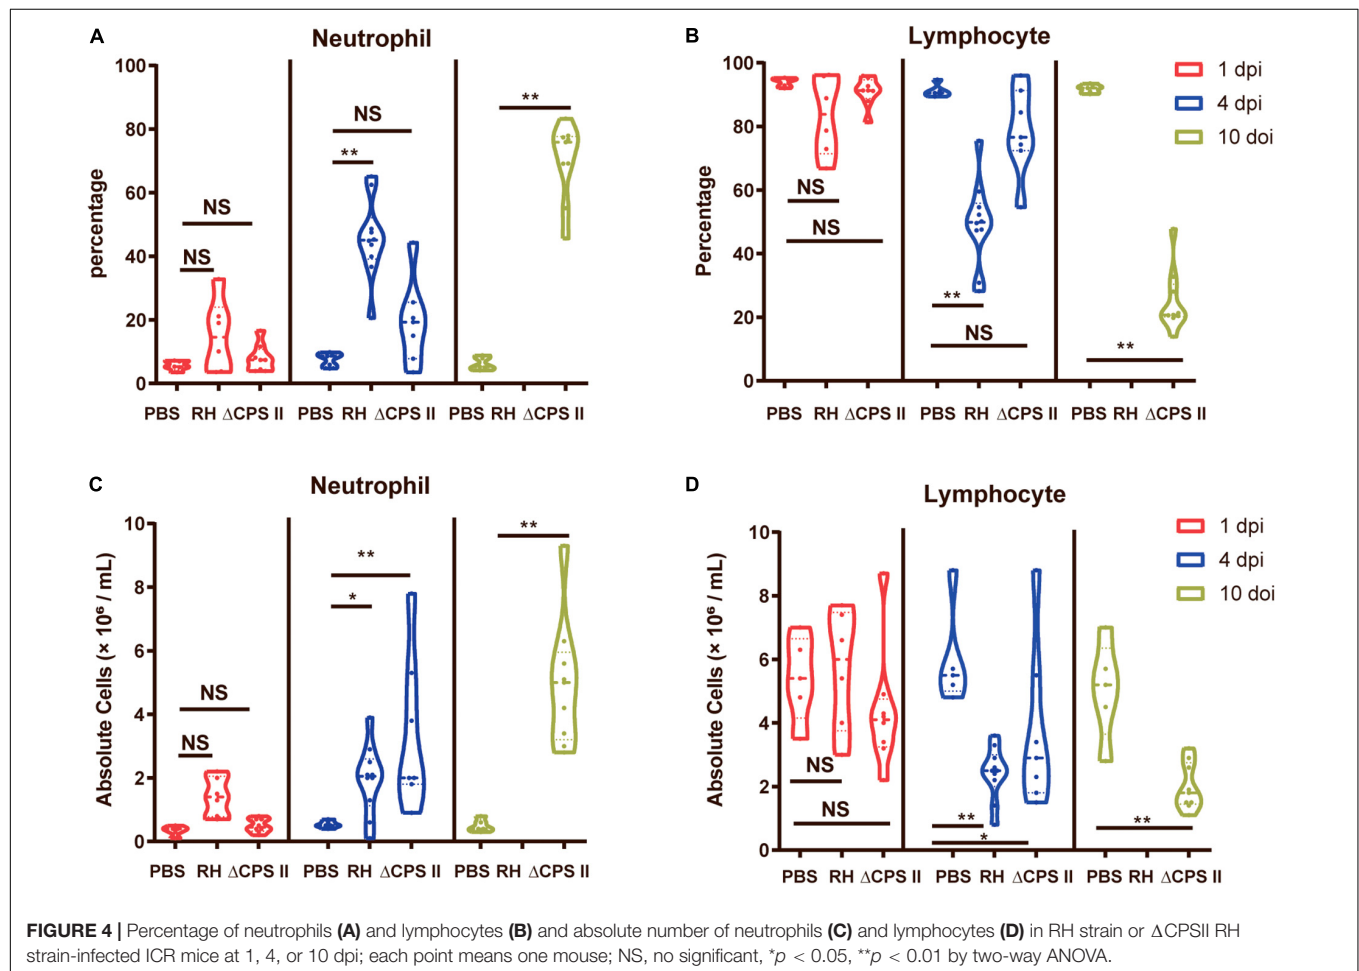 A
Neutrophil
percentage
100
80
60
40
20
0
NS
NS
NS
**
**
PBS RH ΔCPS II
PBS RH ΔCPS II
PBS RH ΔCPS II
B
Lymphocyte
Percentage
100
80
60
40
20
0
NS
NS
**
NS
**
PBS RH ΔCPS II
PBS RH ΔCPS II
PBS RH ΔCPS II
1 dpi
4 dpi
10 doi
C
Neutrophil
Absolute Cells (× 10⁶ / mL)
10
8
6
4
2
0
NS
NS
**
*
**
PBS RH ΔCPS II
PBS RH ΔCPS II
PBS RH ΔCPS II
D
Lymphocyte
Absolute Cells (× 10⁶ / mL)
10
8
6
4
2
0
NS
NS
**
*
**
PBS RH ΔCPS II
PBS RH ΔCPS II
PBS RH ΔCPS II
1 dpi
4 dpi
10 doi
FIGURE 4 | Percentage of neutrophils (A) and lymphocytes (B) and absolute number of neutrophils (C) and lymphocytes (D) in RH strain or ΔCPSII RH
strain-infected ICR mice at 1, 4, or 10 dpi; each point means one mouse; NS, no significant, *p < 0.05, **p < 0.01 by two-way ANOVA.